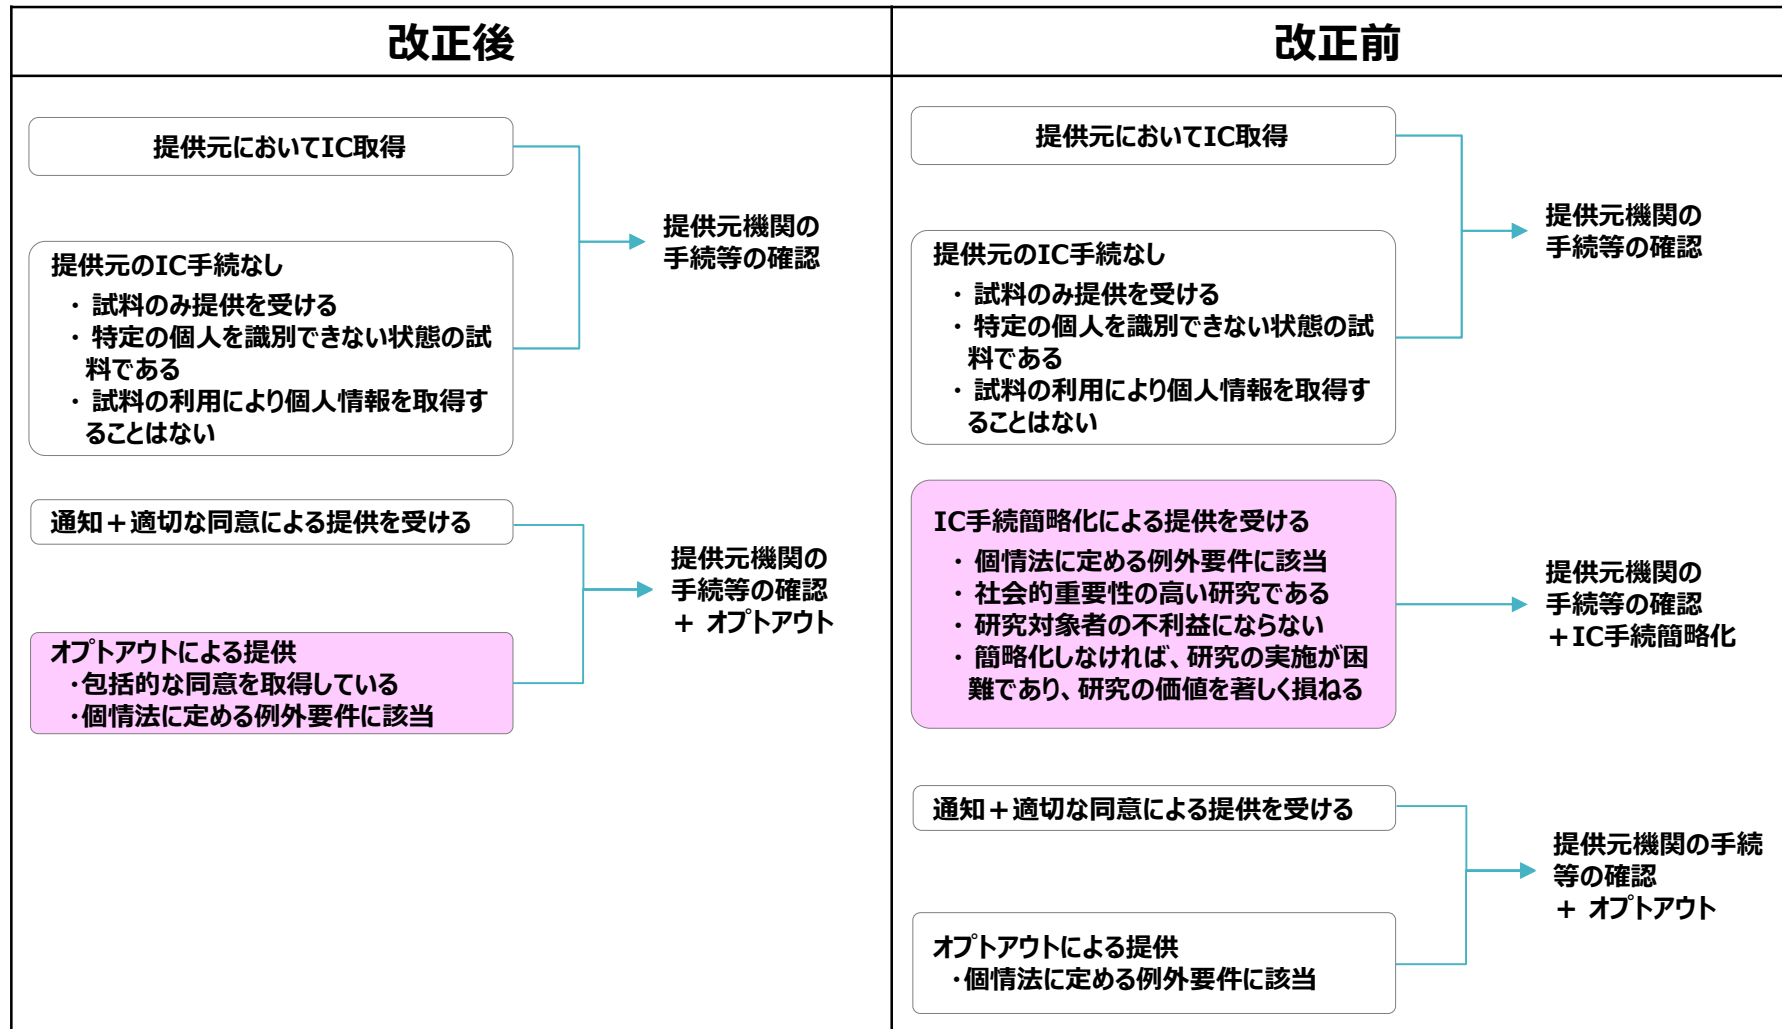 改正後
提供元においてIC取得
提供元のIC手続なし
・ 試料のみ提供を受ける
・ 特定の個人を識別できない状態の試
料である
・ 試料の利用により個人情報を取得す
ることはない
提供元機関の
手続等の確認
通知＋適切な同意による提供を受ける
オプトアウトによる提供
・包括的な同意を取得している
・個情法に定める例外要件に該当
提供元機関の
手続等の確認
＋ オプトアウト
改正前
提供元においてIC取得
提供元のIC手続なし
・ 試料のみ提供を受ける
・ 特定の個人を識別できない状態の試
料である
・ 試料の利用により個人情報を取得す
ることはない
提供元機関の
手続等の確認
IC手続簡略化による提供を受ける
・ 個情法に定める例外要件に該当
・ 社会的重要性の高い研究である
・ 研究対象者の不利益にならない
・ 簡略化しなければ、研究の実施が困
難であり、研究の価値を著しく損ねる
提供元機関の
手続等の確認
＋IC手続簡略化
通知＋適切な同意による提供を受ける
オプトアウトによる提供
・個情法に定める例外要件に該当
提供元機関の手続
等の確認
＋ オプトアウト